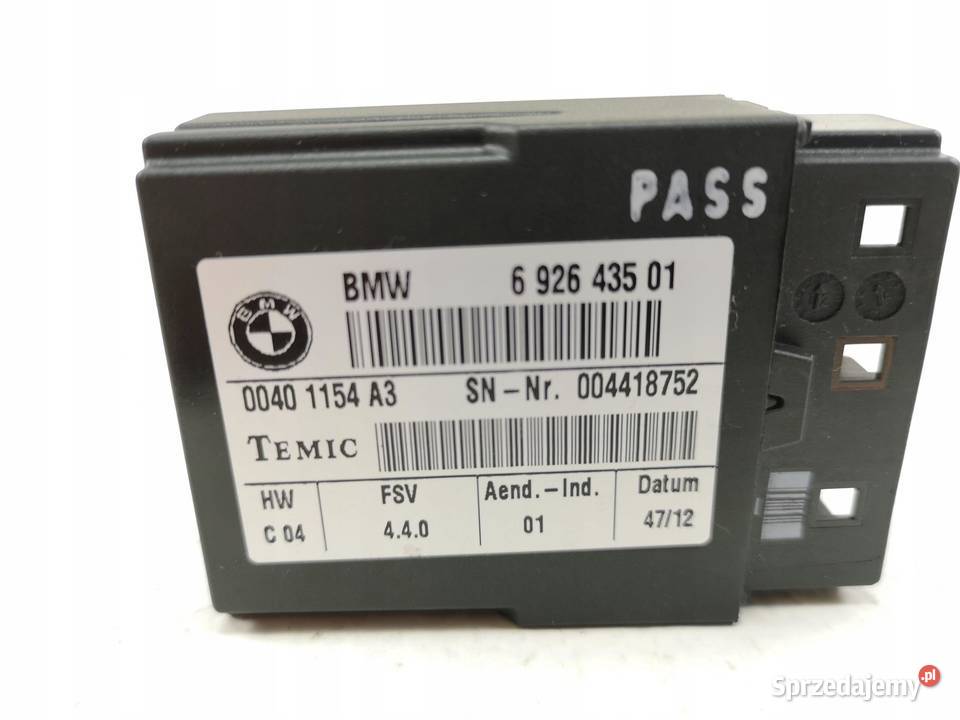 PASS
BMW 6 926 435 01
BMW
0040 1154 A3 SN-Nr. 004418752
TEMIC
HW FSV Aend.-Ind. Datum
C 04 4.4.0 01 47/12
Sprzedajemy.pl